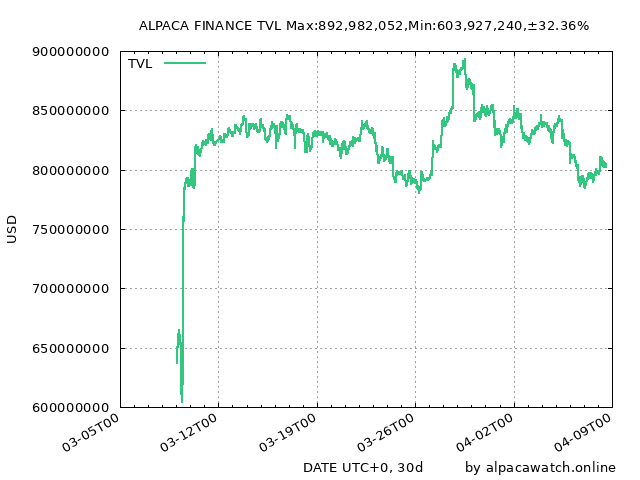 ALPACA FINANCE TVL Max:892,982,052,Min:603,927,240,±32.36%
TVL
900000000
850000000
800000000
750000000
700000000
650000000
600000000
USD
03-05T00
03-12T00
03-19T00
03-26T00
04-02T00
04-09T00
DATE UTC+0, 30d
by alpacawatch.online